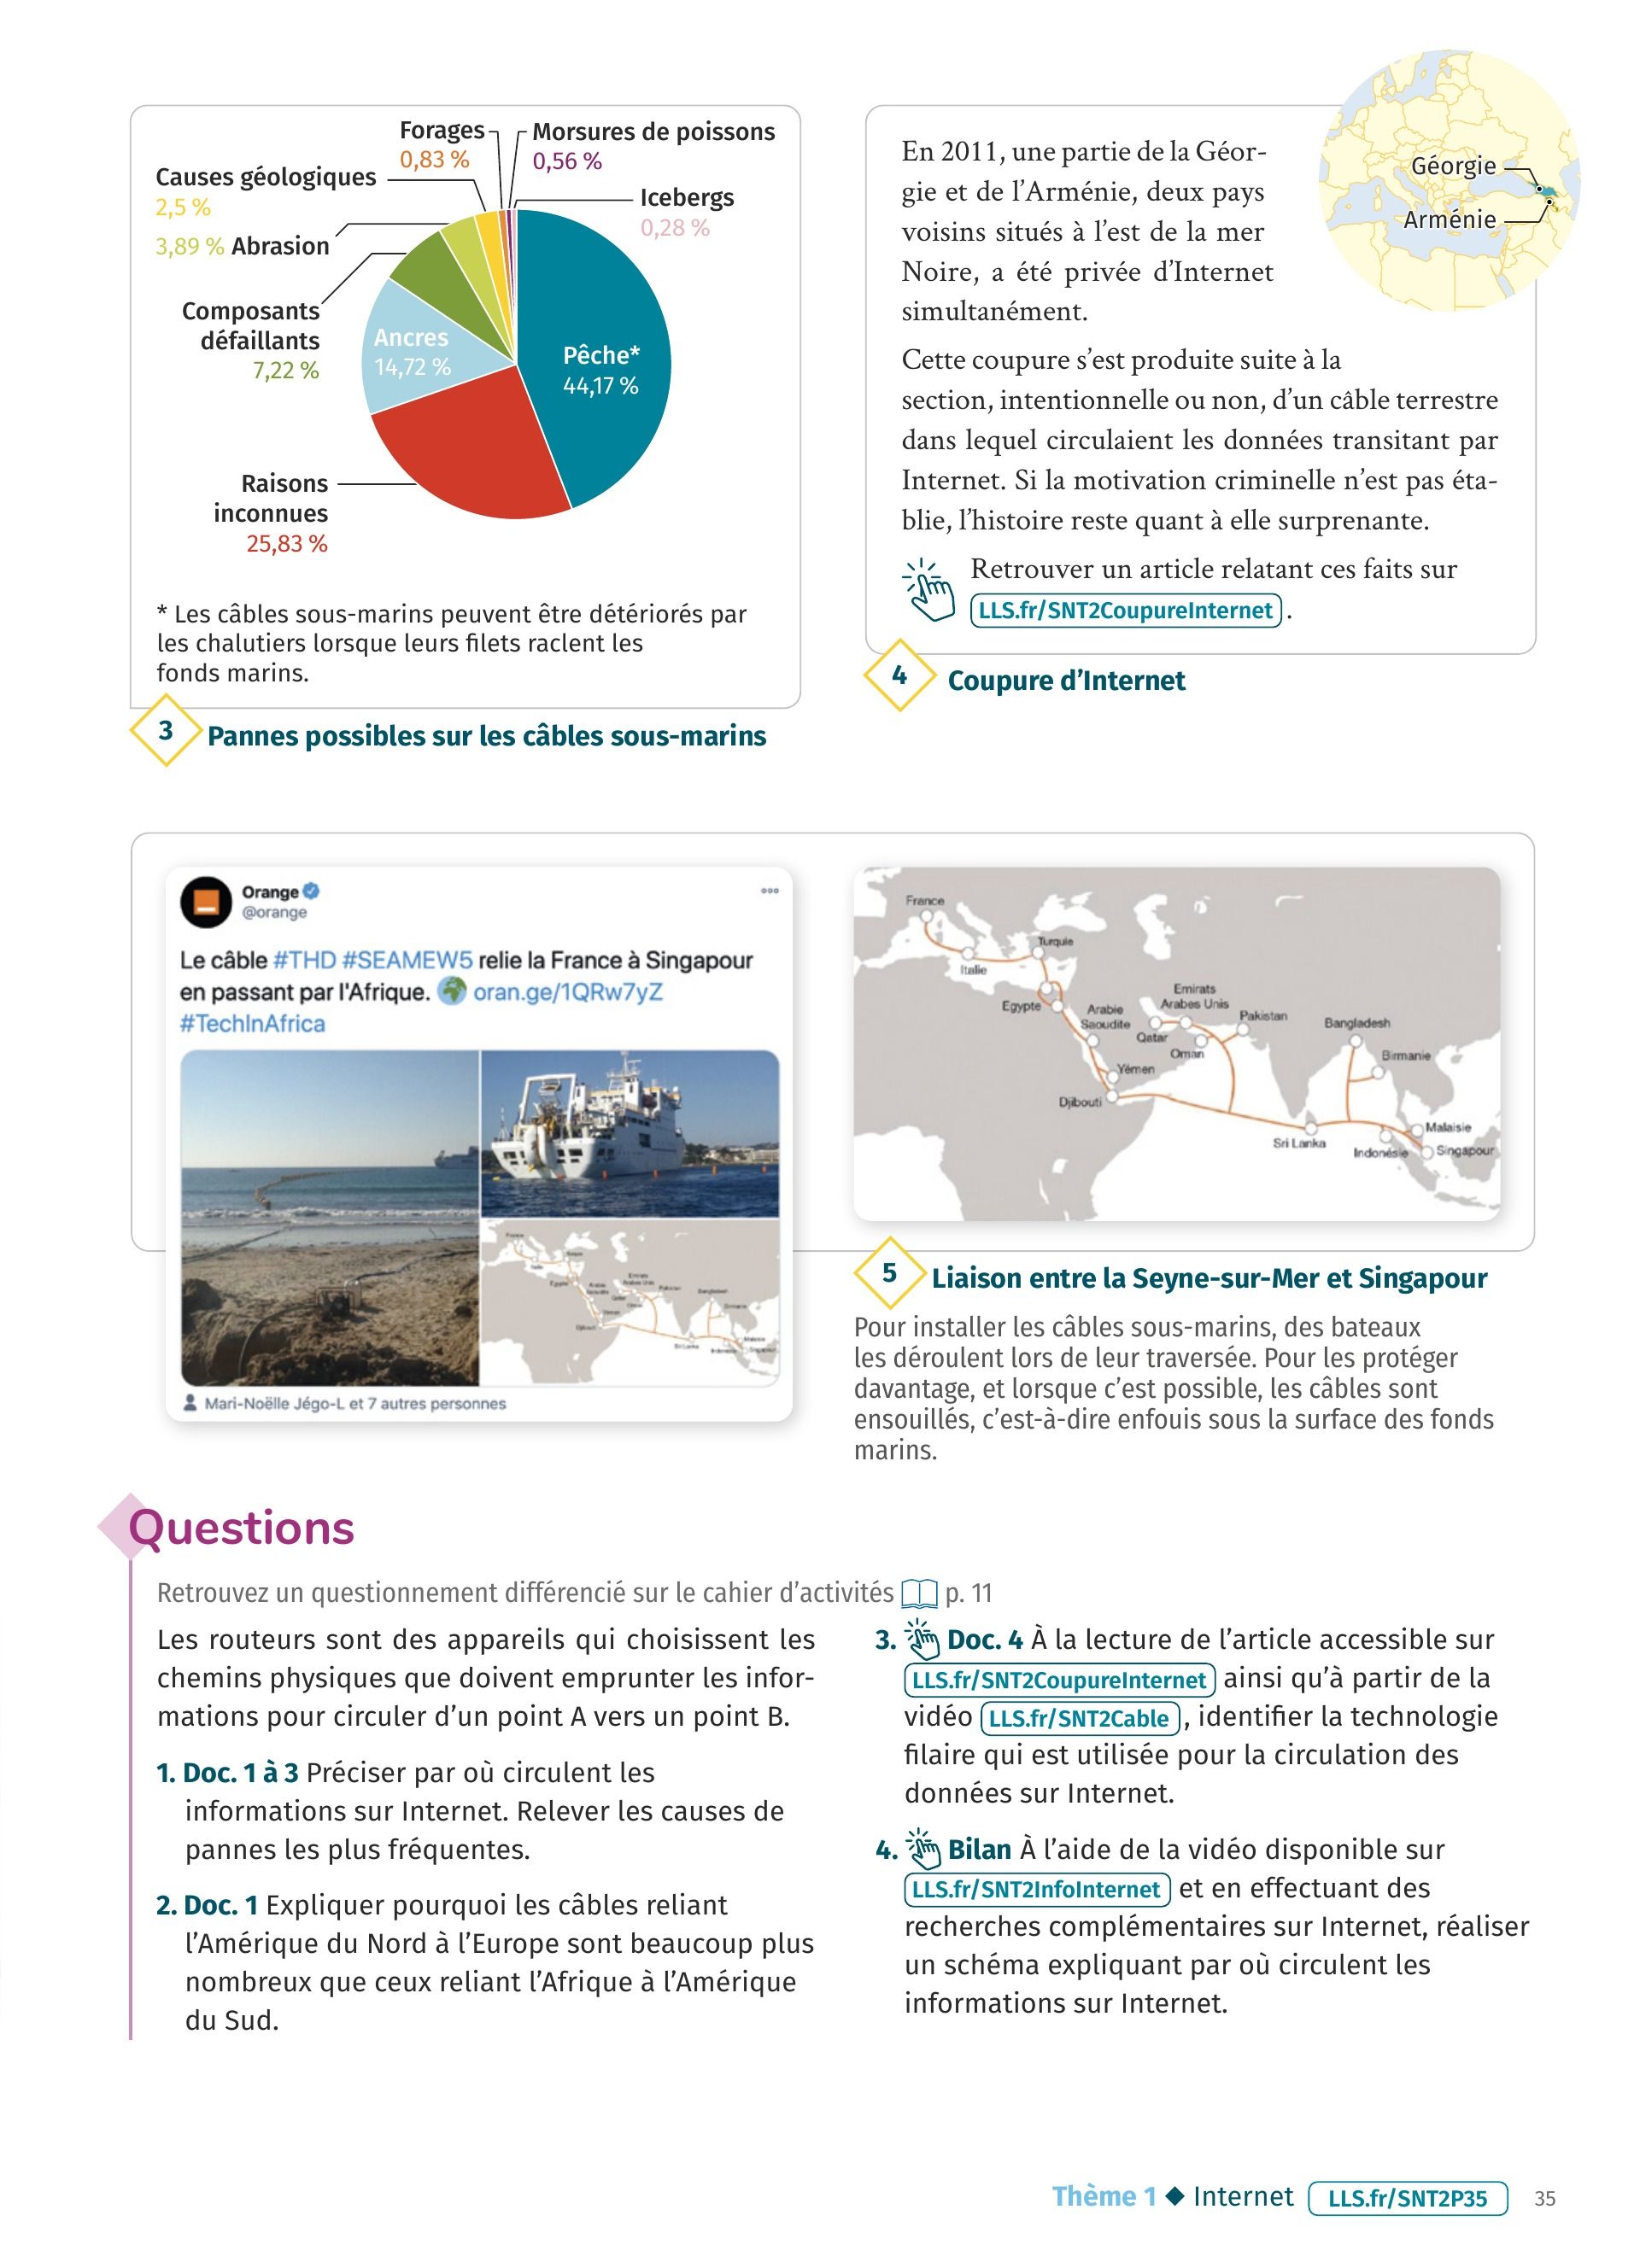 Forages
0,83 %
Morsures de poissons
0,56 %
Causes géologiques
2,5 %
Icebergs
0,28 %
3,89 % Abrasion
Composants
défaillants
7,22 %
Ancres
14,72 %
Pêche*
44,17 %
Raisons
inconnues
25,83 %
* Les câbles sous-marins peuvent être détériorés par
les chalutiers lorsque leurs filets raclent les
fonds marins.
3 Pannes possibles sur les câbles sous-marins
En 2011, une partie de la Géor-
gie et de l'Arménie, deux pays
voisins situés à l'est de la mer
Noire, a été privée d'Internet
simultanément.
Géorgie
Arménie
Cette coupure s'est produite suite à la
section, intentionnelle ou non, d'un câble terrestre
dans lequel circulaient les données transitant par
Internet. Si la motivation criminelle n'est pas éta-
blie, l'histoire reste quant à elle surprenante.
Retrouver un article relatant ces faits sur
LLS.fr/SNT2CoupureInternet .
4 Coupure d'Internet
Orange
@orange
Le câble #THD #SEAMEW5 relie la France à Singapour
en passant par l'Afrique. oran.ge/1QRw7yZ
#TechInAfrica
Mari-Noëlle Jégo-L et 7 autres personnes
France
Turquie
Italie
Egypte
Arabie
Saoudite
Emirats
Arabes Unis
Qatar
Oman
Pakistan
Bangladesh
Birmanie
Yémen
Djibouti
Sri Lanka
Malaisie
Indonésie
Singapour
5 Liaison entre la Seyne-sur-Mer et Singapour
Pour installer les câbles sous-marins, des bateaux
les déroulent lors de leur traversée. Pour les protéger
davantage, et lorsque c'est possible, les câbles sont
ensouillés, c'est-à-dire enfouis sous la surface des fonds
marins.
Questions
Retrouvez un questionnement différencié sur le cahier d'activités p. 11
Les routeurs sont des appareils qui choisissent les
chemins physiques que doivent emprunter les infor-
mations pour circuler d'un point A vers un point B.
1. Doc. 1 à 3 Préciser par où circulent les
informations sur Internet. Relever les causes de
pannes les plus fréquentes.
2. Doc. 1 Expliquer pourquoi les câbles reliant
l'Amérique du Nord à l'Europe sont beaucoup plus
nombreux que ceux reliant l'Afrique à l'Amérique
du Sud.
3. Doc. 4 À la lecture de l'article accessible sur
LLS.fr/SNT2CoupureInternet ainsi qu'à partir de la
vidéo LLS.fr/SNT2Cable , identifier la technologie
filaire qui est utilisée pour la circulation des
données sur Internet.
4. Bilan À l'aide de la vidéo disponible sur
LLS.fr/SNT2InfoInternet et en effectuant des
recherches complémentaires sur Internet, réaliser
un schéma expliquant par où circulent les
informations sur Internet.
Thème 1 ◆ Internet LLS.fr/SNT2P35 35